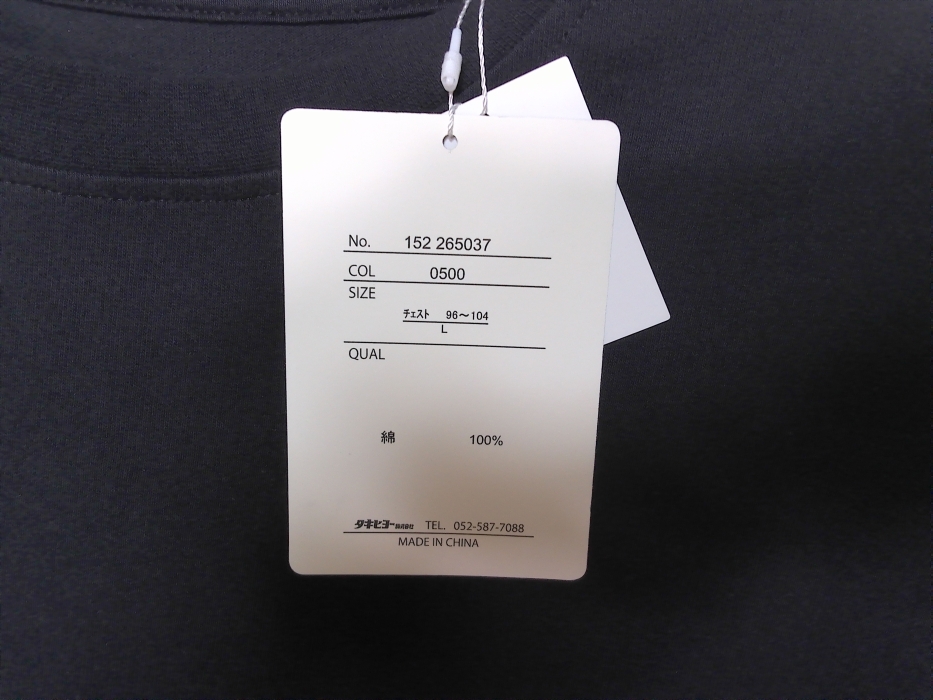 No. 152 265037
COL 0500
SIZE
チェスト 96～104
L
QUAL
綿 100%
タキヒヨー株式会社 TEL. 052-587-7088
MADE IN CHINA